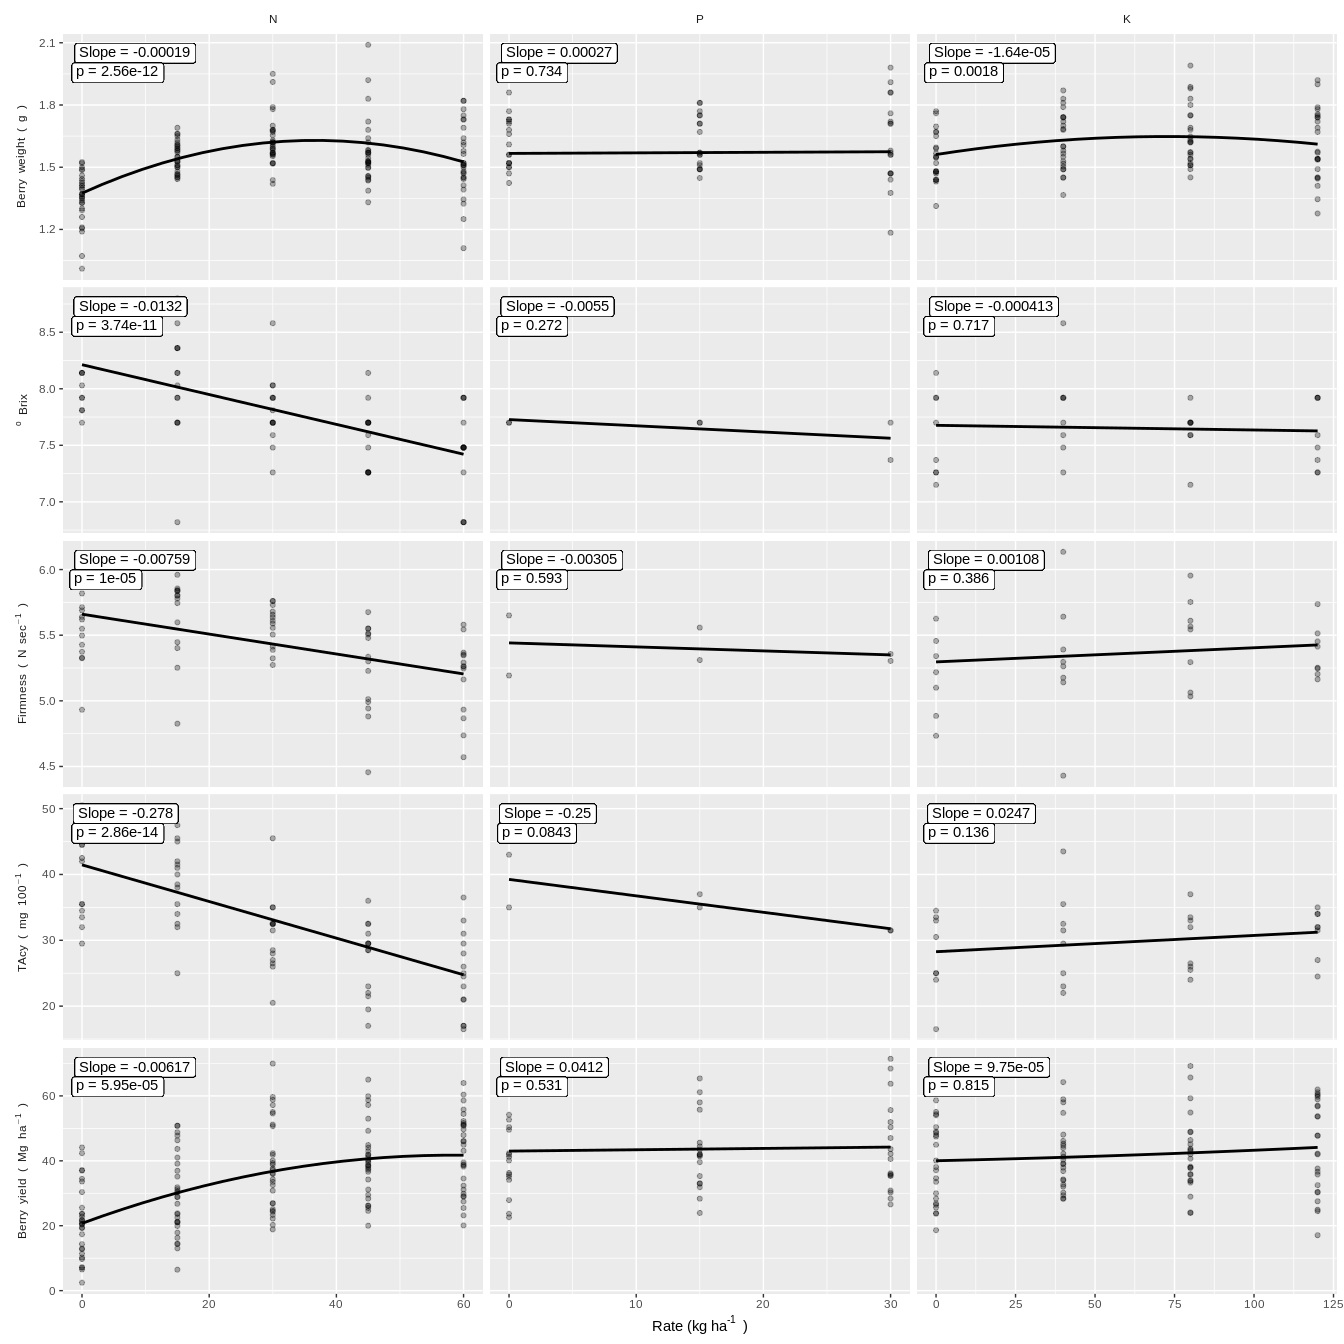 N P K
Berry weight ( g )
2.1
1.8
1.5
1.2
Slope = -0.00019
p = 2.56e-12
Slope = 0.00027
p = 0.734
Slope = -1.64e-05
p = 0.0018
º Brix
8.5
8.0
7.5
7.0
Slope = -0.0132
p = 3.74e-11
Slope = -0.0055
p = 0.272
Slope = -0.000413
p = 0.717
Firmness ( N sec⁻¹ )
6.0
5.5
5.0
4.5
Slope = -0.00759
p = 1e-05
Slope = -0.00305
p = 0.593
Slope = 0.00108
p = 0.386
TAcy ( mg 100⁻¹ )
50
40
30
20
Slope = -0.278
p = 2.86e-14
Slope = -0.25
p = 0.0843
Slope = 0.0247
p = 0.136
Berry yield ( Mg ha⁻¹ )
60
40
20
0
Slope = -0.00617
p = 5.95e-05
Slope = 0.0412
p = 0.531
Slope = 9.75e-05
p = 0.815
0 20 40 60 0 10 20 30 0 25 50 75 100 125
Rate (kg ha⁻¹ )